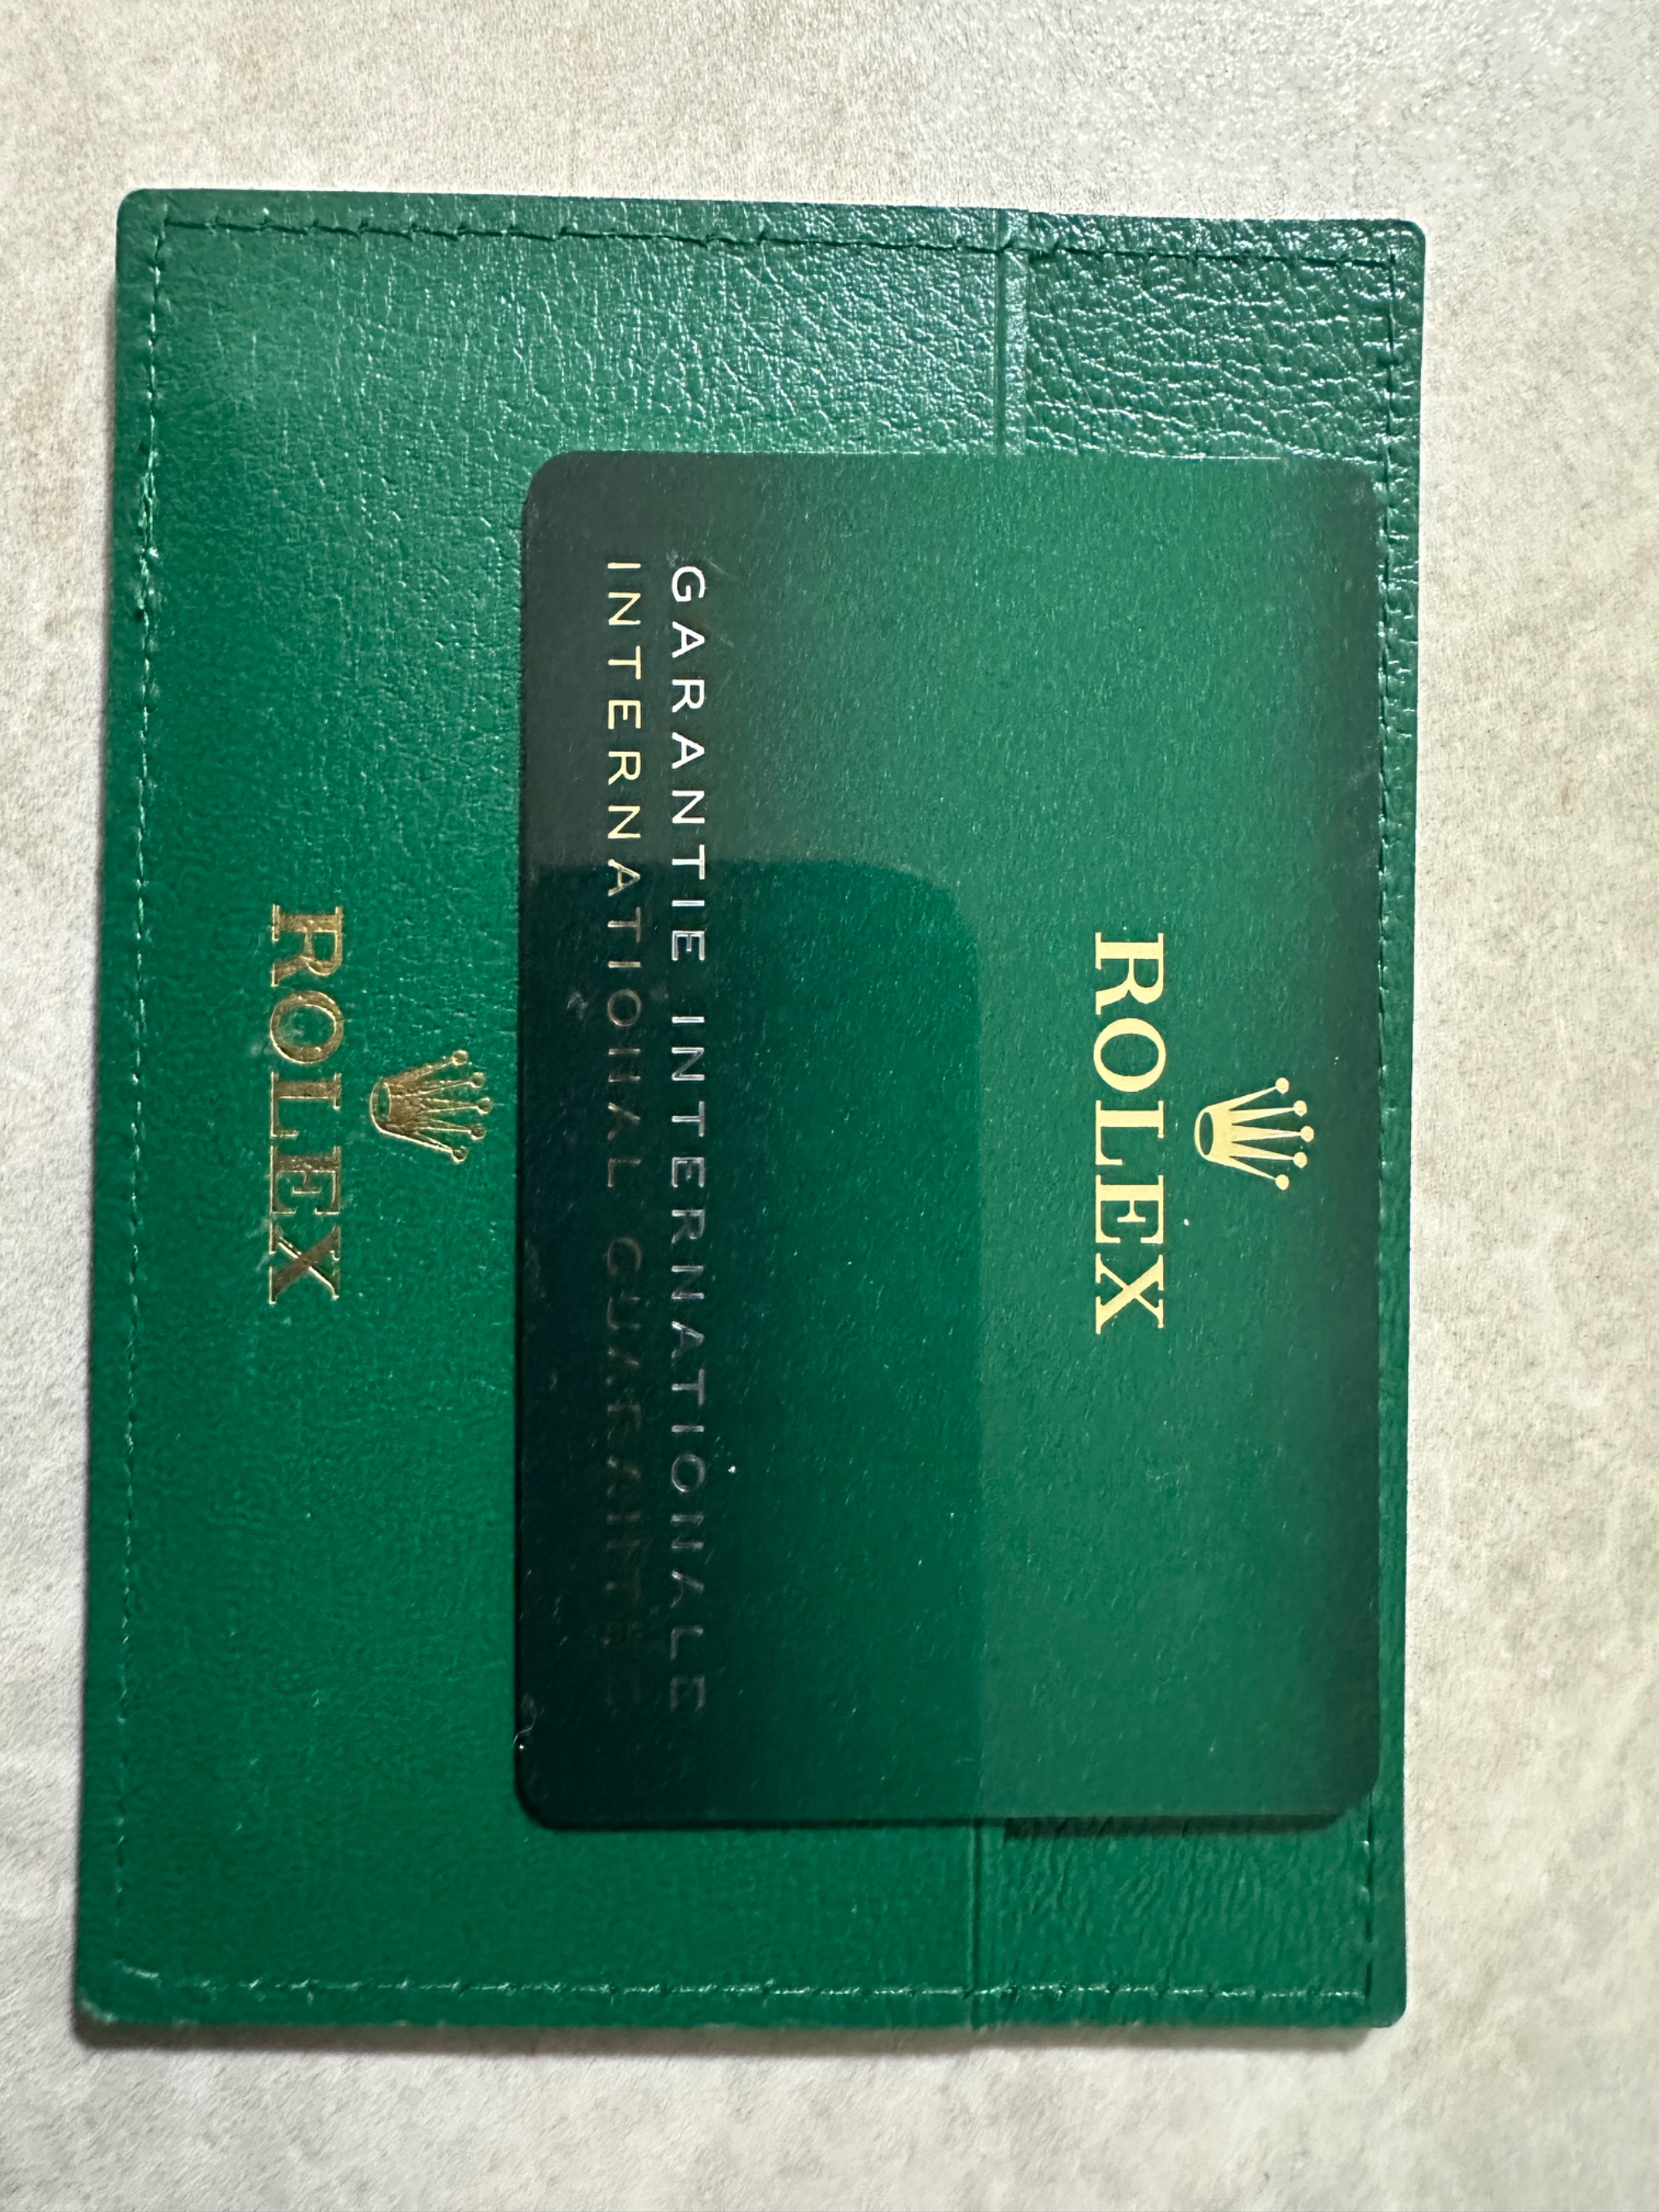 ROLEX
GARANTIE INTERNATIONALE
INTERNATIONAL GUARANTEE
ROLEX